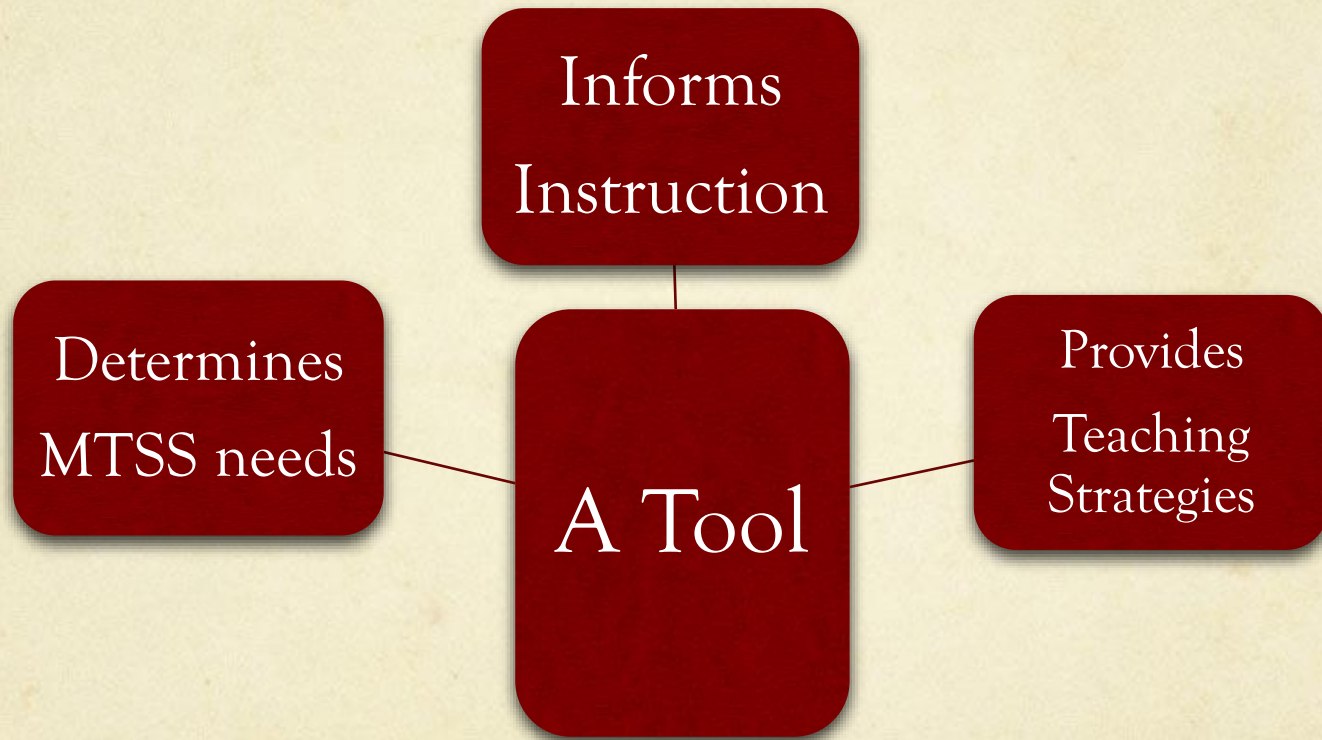 Informs
Instruction
Determines
MTSS needs
A Tool
Provides
Teaching
Strategies